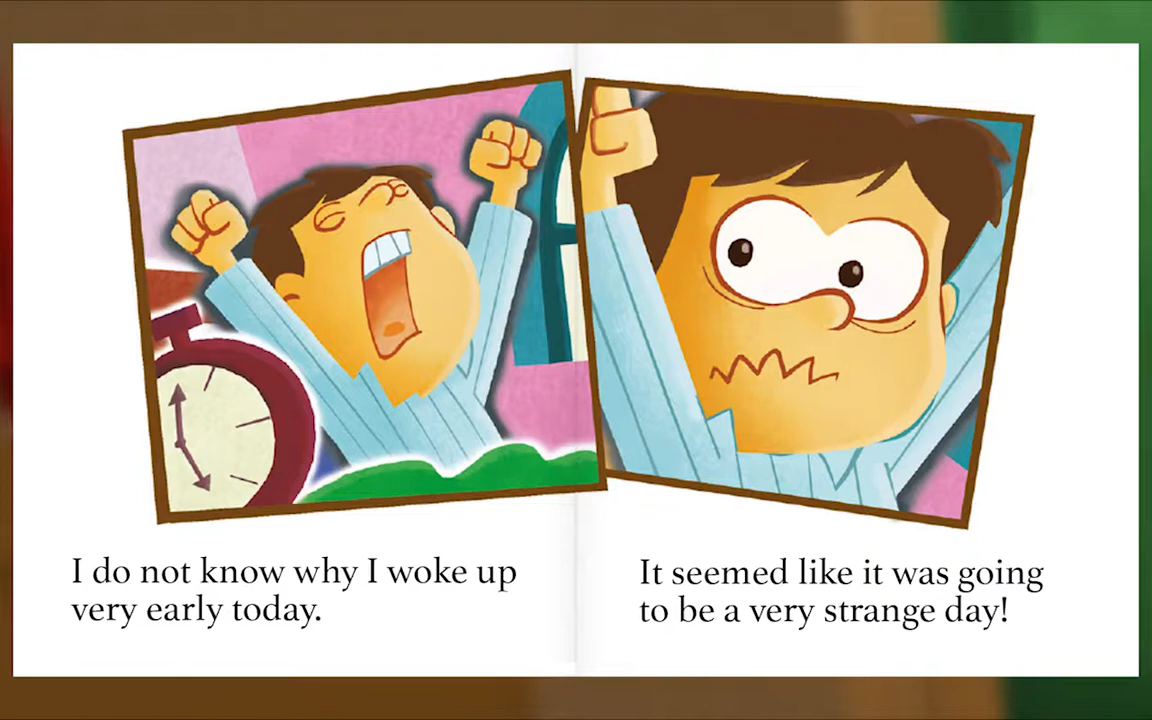 I do not know why I woke up
very early today.
It seemed like it was going
to be a very strange day!